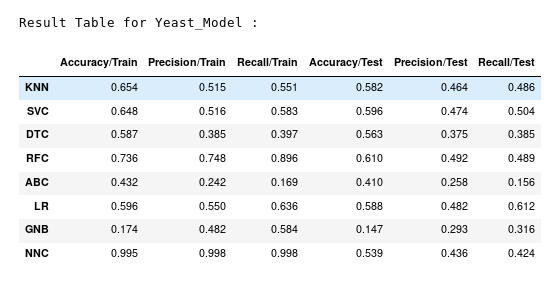 Result Table for Yeast_Model :
Accuracy/Train Precision/Train Recall/Train Accuracy/Test Precision/Test Recall/Test
KNN 0.654 0.515 0.551 0.582 0.464 0.486
SVC 0.648 0.516 0.583 0.596 0.474 0.504
DTC 0.587 0.385 0.397 0.563 0.375 0.385
RFC 0.736 0.748 0.896 0.610 0.492 0.489
ABC 0.432 0.242 0.169 0.410 0.258 0.156
LR 0.596 0.550 0.636 0.588 0.482 0.612
GNB 0.174 0.482 0.584 0.147 0.293 0.316
NNC 0.995 0.998 0.998 0.539 0.436 0.424